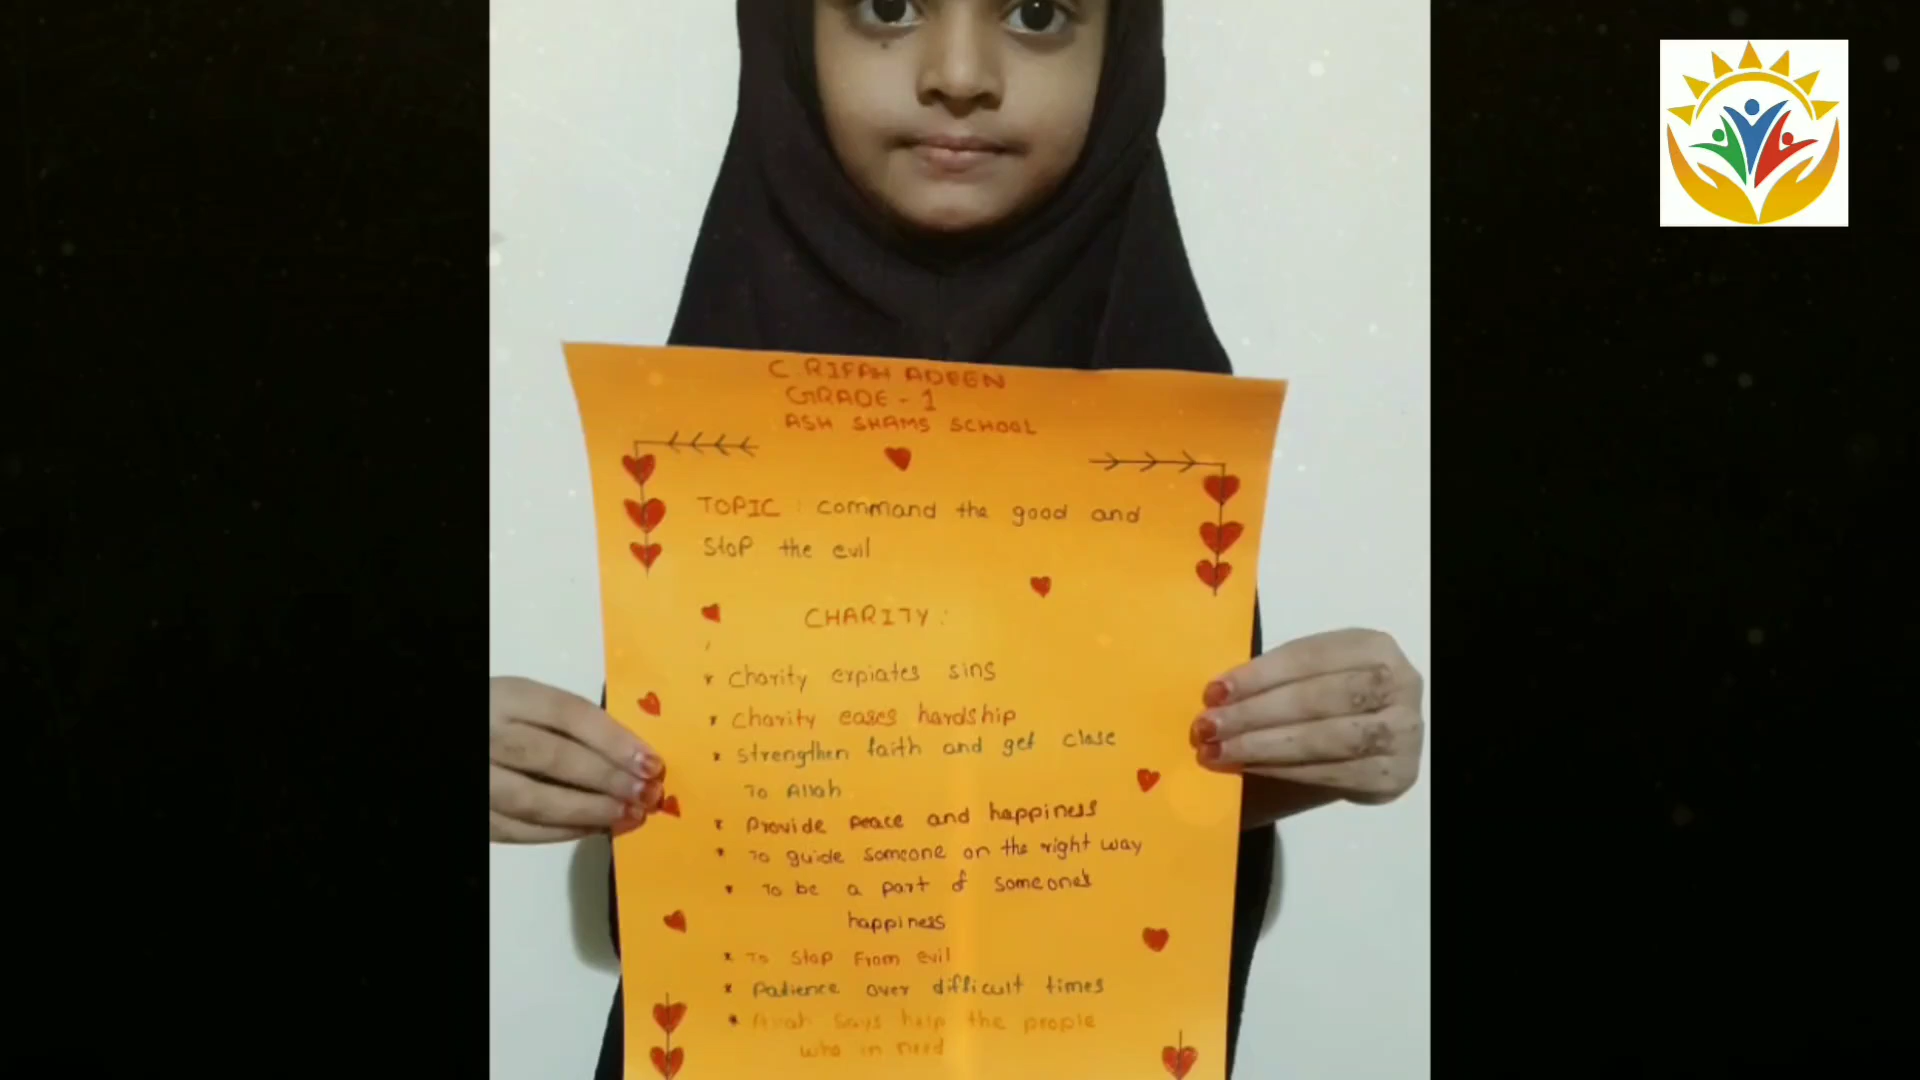 C. RIFAH ADEEN
GRADE - 1
ASH SHAMS SCHOOL
TOPIC : command the good and
Stop the evil
CHARITY :
* Charity expiates sins
* Charity eases hardship
* Strengthen faith and get close
To Allah
* Provide peace and happiness
* To guide someone on the right way
* To be a part of someone's
happiness
* To Stop From evil
* Patience over difficult times
* Allah Says help the people
who in need